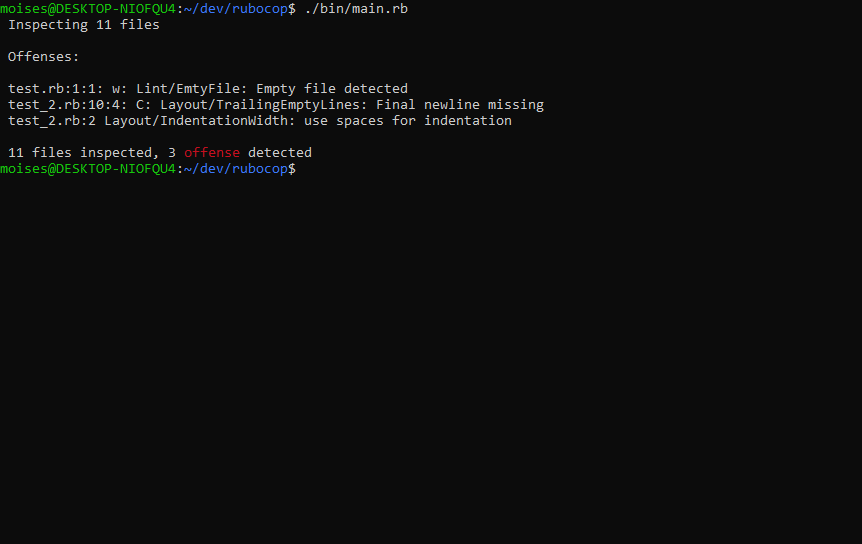 moises@DESKTOP-NIOFQU4:~/dev/rubocop$ ./bin/main.rb
Inspecting 11 files
Offenses:
test.rb:1:1: w: Lint/EmtyFile: Empty file detected
test_2.rb:10:4: C: Layout/TrailingEmptyLines: Final newline missing
test_2.rb:2 Layout/IndentationWidth: use spaces for indentation
11 files inspected, 3 offense detected
moises@DESKTOP-NIOFQU4:~/dev/rubocop$